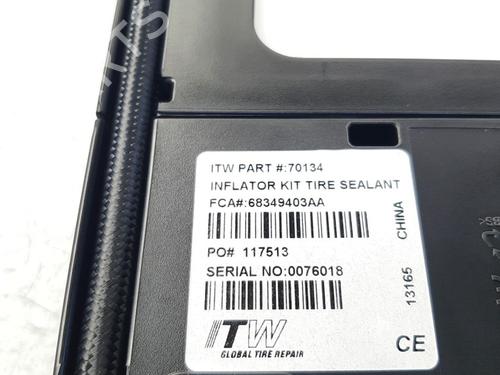 ITW PART #:70134
INFLATOR KIT TIRE SEALANT
FCA#:68349403AA
PO# 117513
SERIAL NO:0076018
13165 CHINA
ITW
GLOBAL TIRE REPAIR
CE